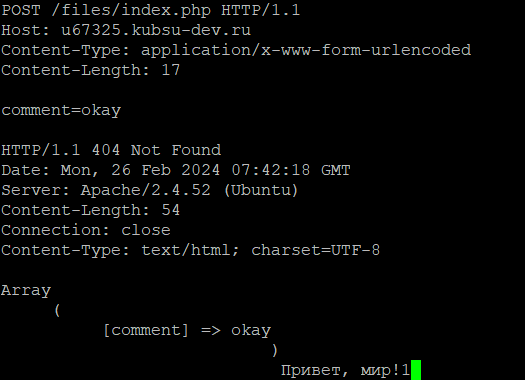 POST /files/index.php HTTP/1.1
Host: u67325.kubsu-dev.ru
Content-Type: application/x-www-form-urlencoded
Content-Length: 17

comment=okay

HTTP/1.1 404 Not Found
Date: Mon, 26 Feb 2024 07:42:18 GMT
Server: Apache/2.4.52 (Ubuntu)
Content-Length: 54
Connection: close
Content-Type: text/html; charset=UTF-8

Array
(
[comment] => okay
)
Привет, мир!1